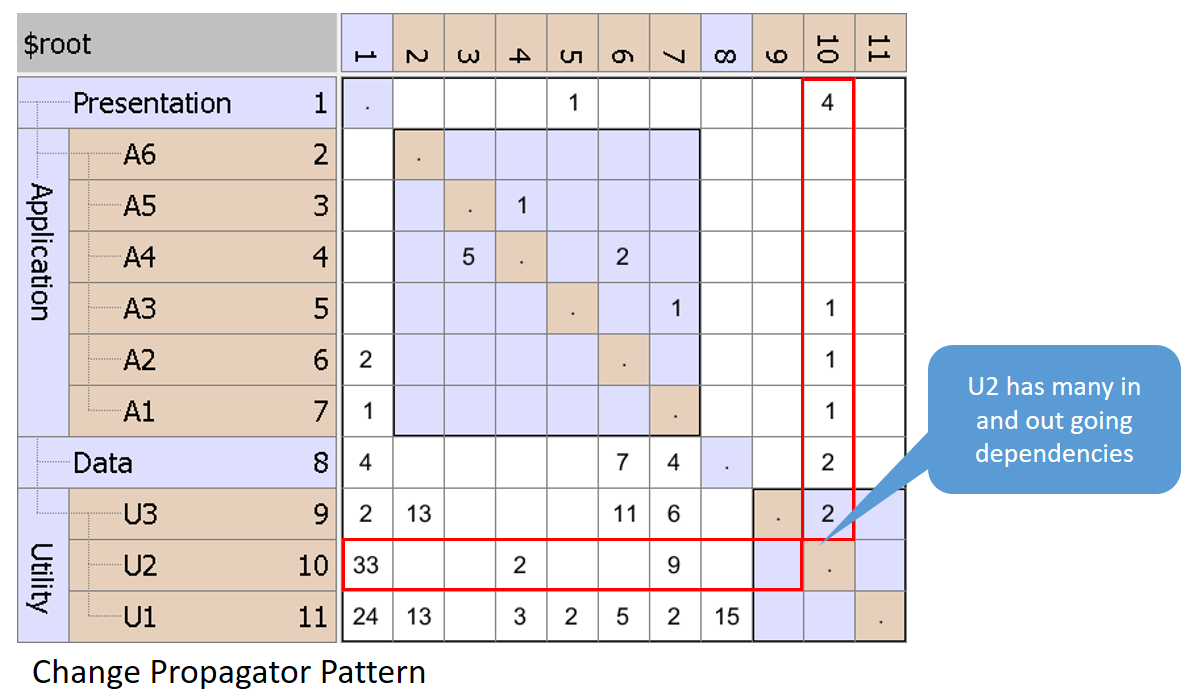 $root 1 2 3 4 5 6 7 8 9 10 11
Presentation 1 . 1 4
Application
A6 2 .
A5 3 . 1
A4 4 5 . 2
A3 5 . 1 1
A2 6 2 . 1
A1 7 1 . 1
Data 8 4 7 4 . 2
Utility
U3 9 2 13 11 6 . 2
U2 10 33 2 9 .
U1 11 24 13 3 2 5 2 15 .
U2 has many in
and out going
dependencies
Change Propagator Pattern